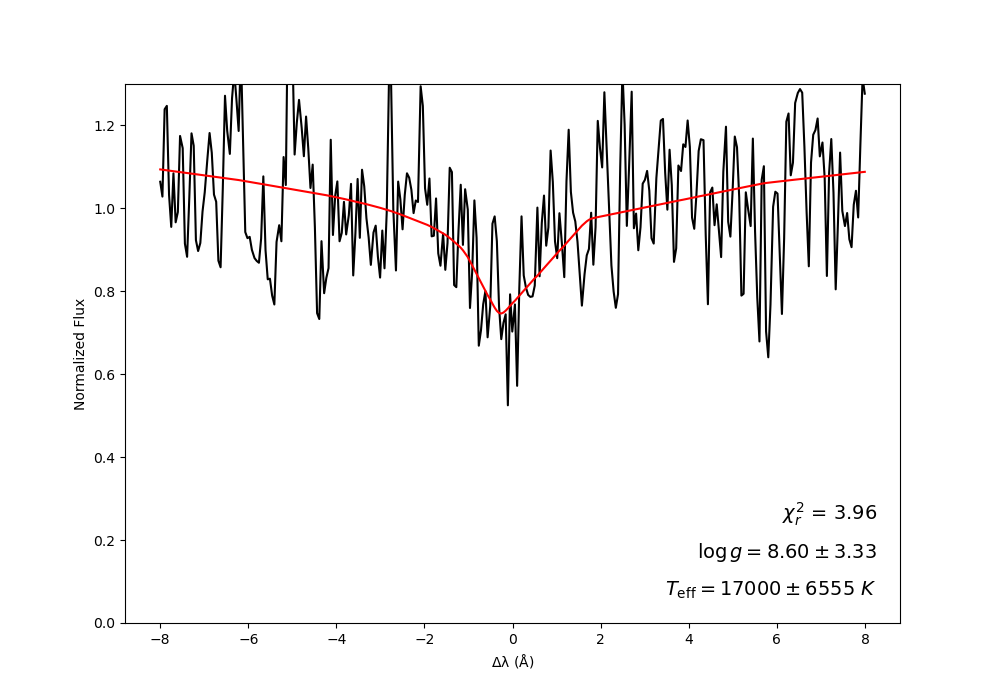 1.2
1.0
0.8
0.6
0.4
0.2
0.0
Normalized Flux
χ²ᵣ = 3.96
log g = 8.60 ± 3.33
T_eff = 17000 ± 6555 K
−8 −6 −4 −2 0 2 4 6 8
Δλ (Å)